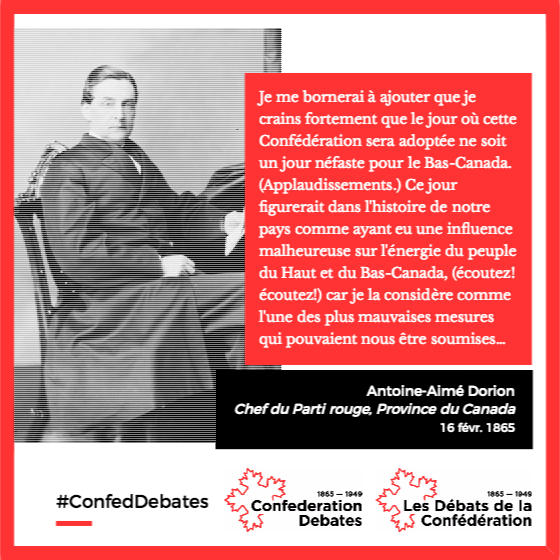 Je me bornerai à ajouter que je
crains fortement que le jour où cette
Confédération sera adoptée ne soit
un jour néfaste pour le Bas-Canada.
(Applaudissements.) Ce jour
figurerait dans l'histoire de notre
pays comme ayant eu une influence
malheureuse sur l'énergie du peuple
du Haut et du Bas-Canada, (écoutez!
écoutez!) car je la considère comme
l'une des plus mauvaises mesures
qui pouvaient nous être soumises...
Antoine-Aimé Dorion
Chef du Parti rouge, Province du Canada
16 févr. 1865
#ConfedDebates
1865 — 1949
Confederation
Debates
1865 — 1949
Les Débats de la
Confédération